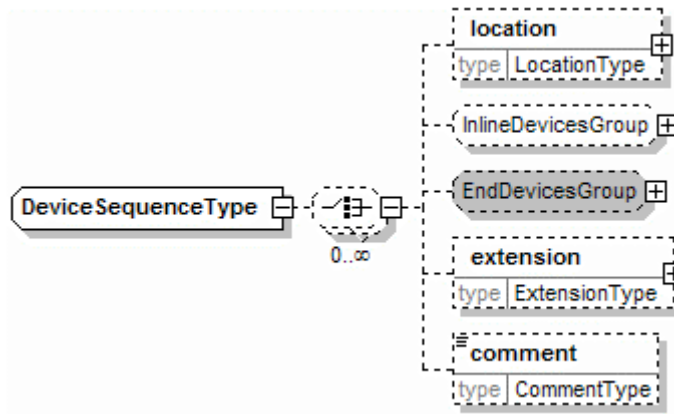 location
type LocationType
InlineDevicesGroup
EndDevicesGroup
DeviceSequenceType
0..∞
extension
type ExtensionType
comment
type CommentType